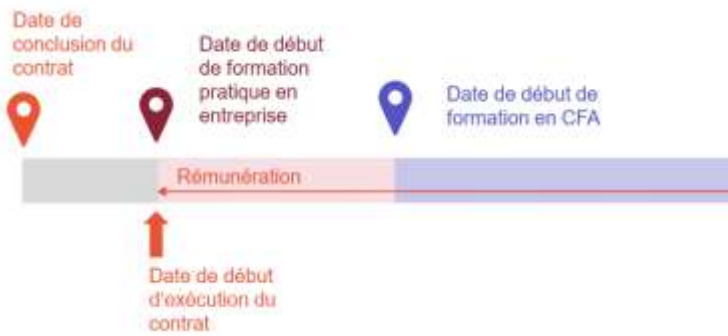 Date de
conclusion du
contrat
Date de début
de formation
pratique en
entreprise
Date de début de
formation en CFA
Rémunération
Date de début
d'exécution du
contrat